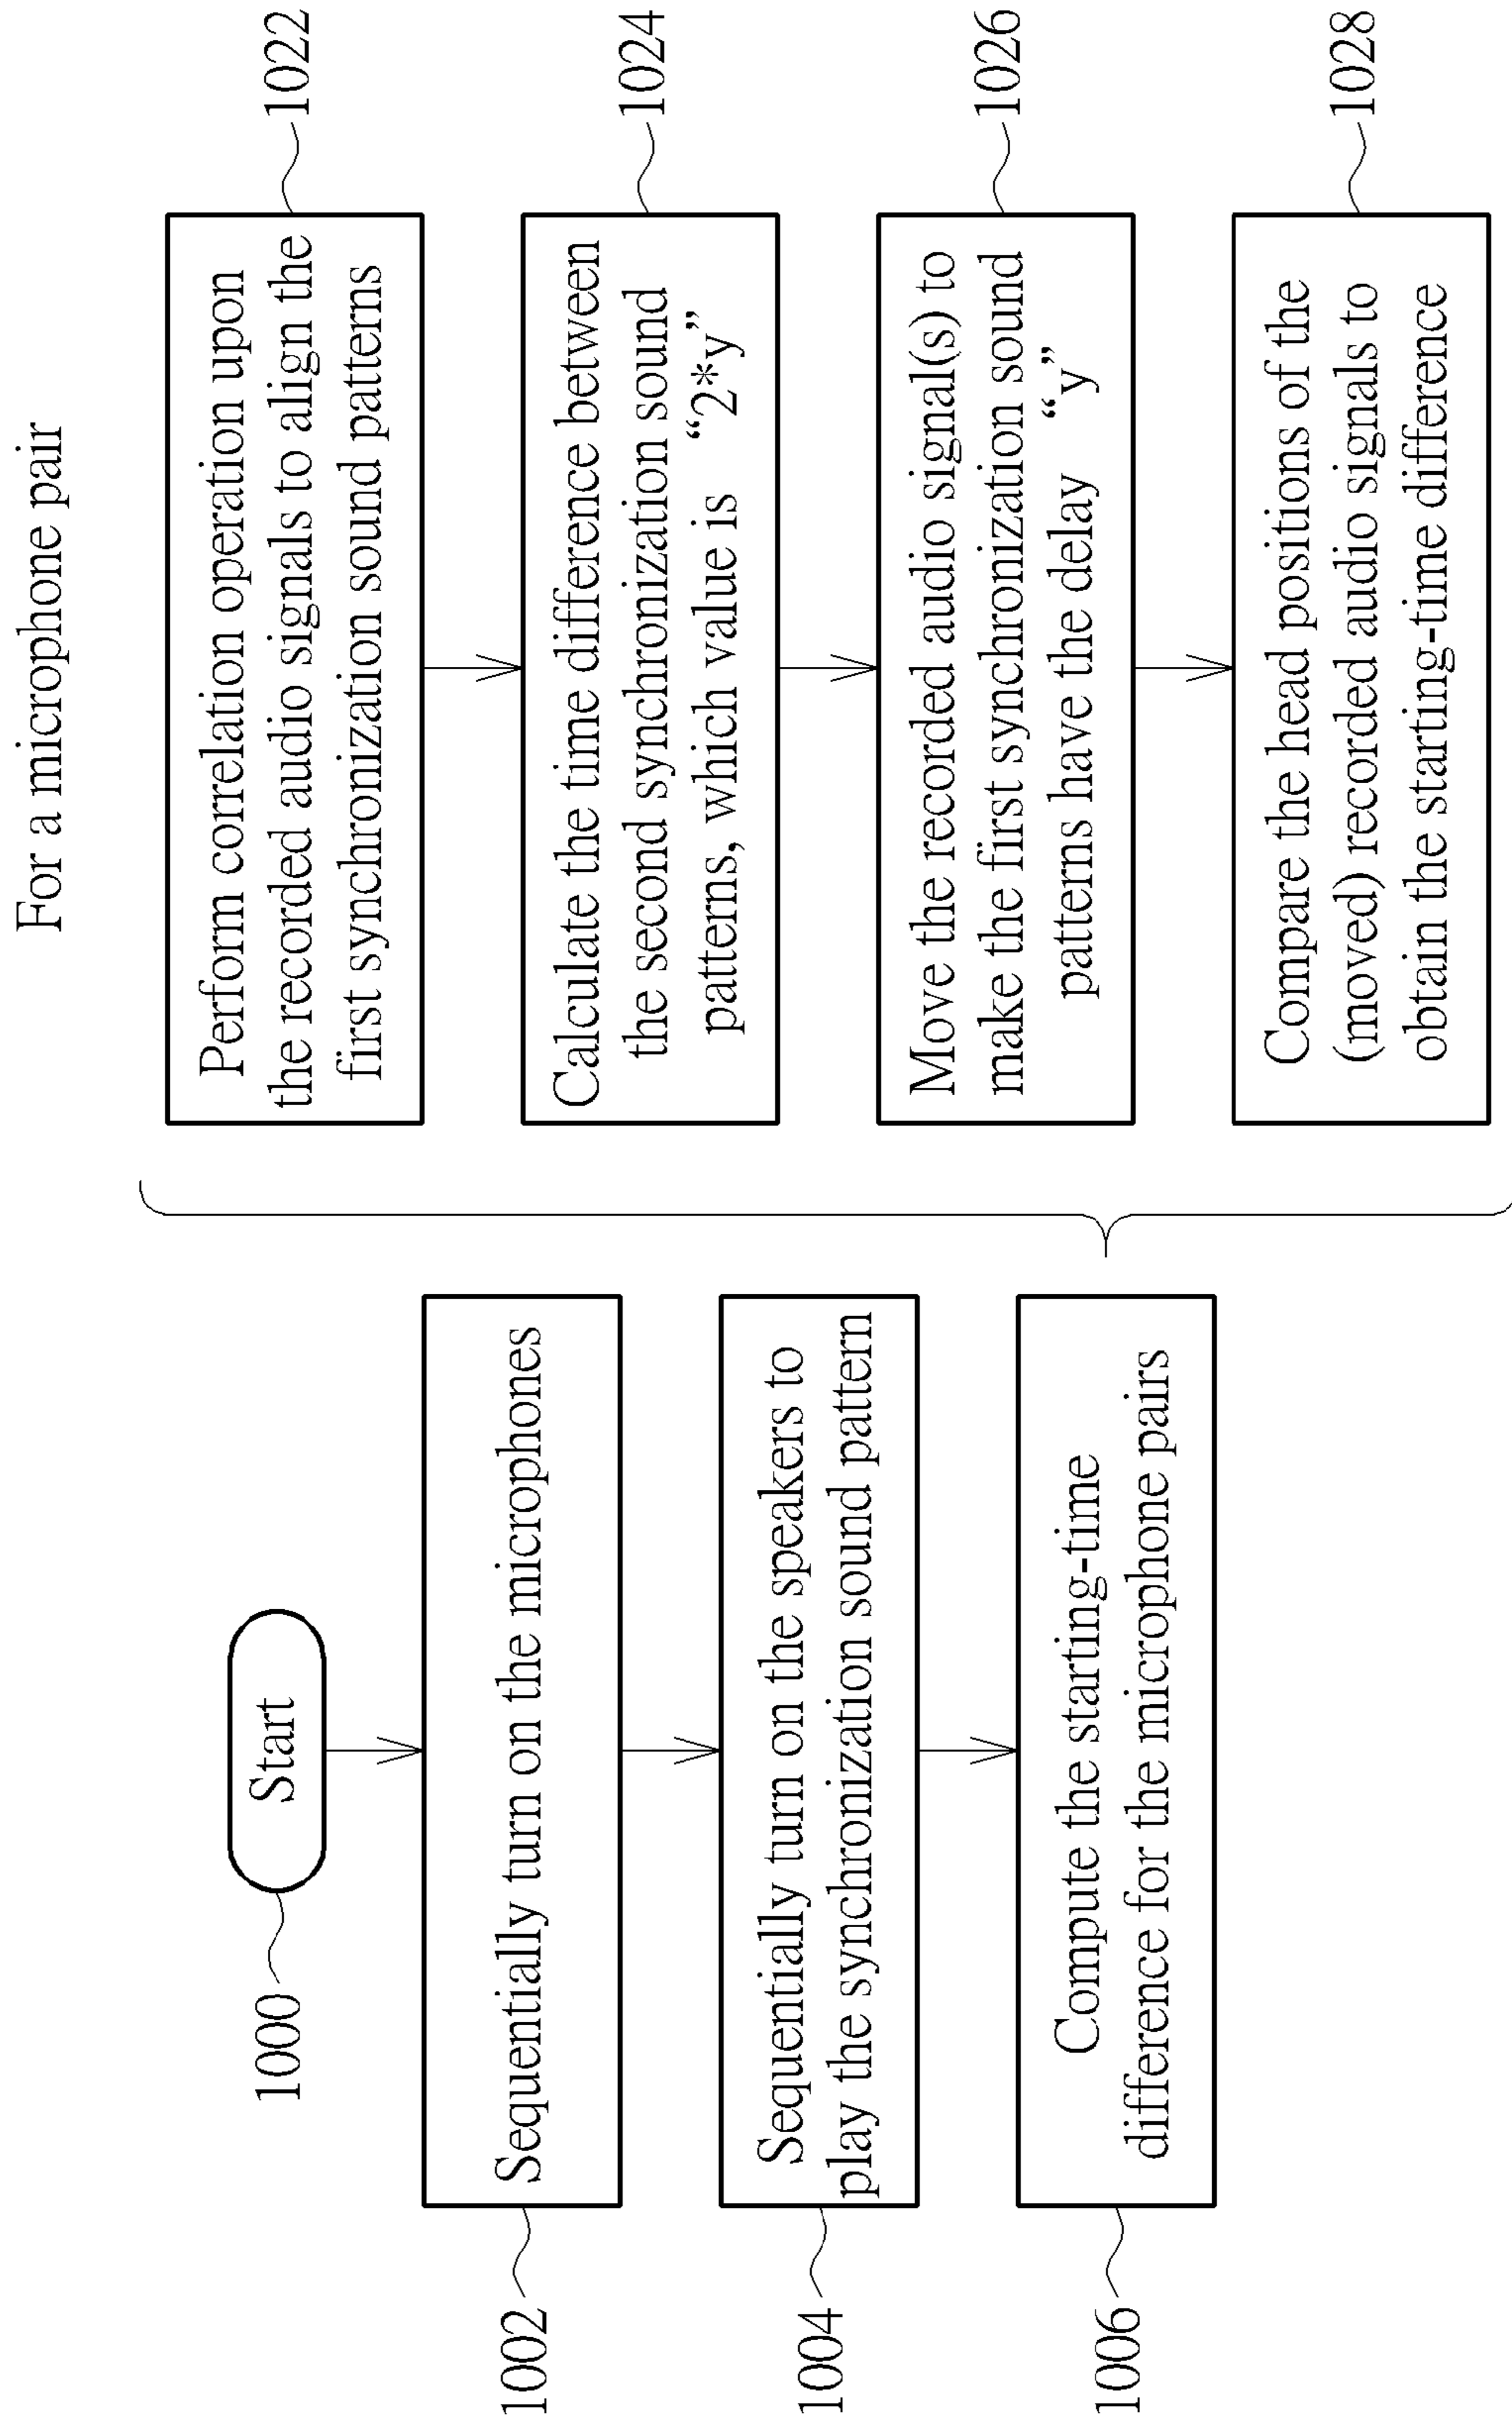 1000
Start
1002
Sequentially turn on the microphones
1004
Sequentially turn on the speakers to
play the synchronization sound pattern
1006
Compute the starting-time
difference for the microphone pairs
For a microphone pair
Perform correlation operation upon
the recorded audio signals to align the
first synchronization sound patterns
1022
Calculate the time difference between
the second synchronization sound
patterns, which value is “2*y”
1024
Move the recorded audio signal(s) to
make the first synchronization sound
patterns have the delay “y”
1026
Compare the head positions of the
(moved) recorded audio signals to
obtain the starting-time difference
1028